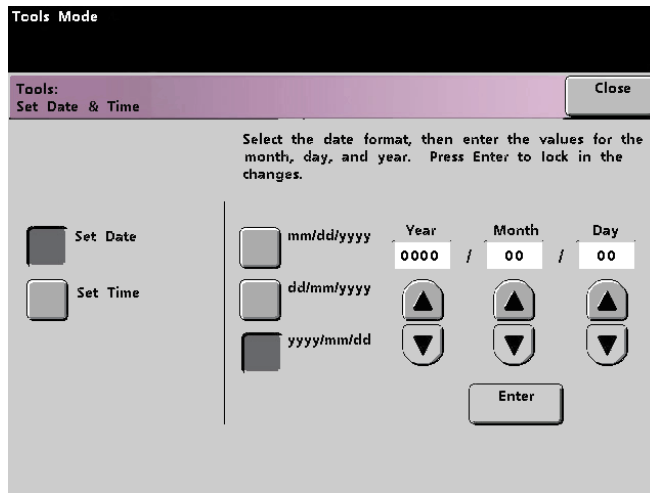 Tools Mode
Tools:
Set Date & Time
Close
Select the date format, then enter the values for the
month, day, and year. Press Enter to lock in the
changes.
Set Date
Set Time
mm/dd/yyyy
dd/mm/yyyy
yyyy/mm/dd
Year Month Day
0000 / 00 / 00
Enter